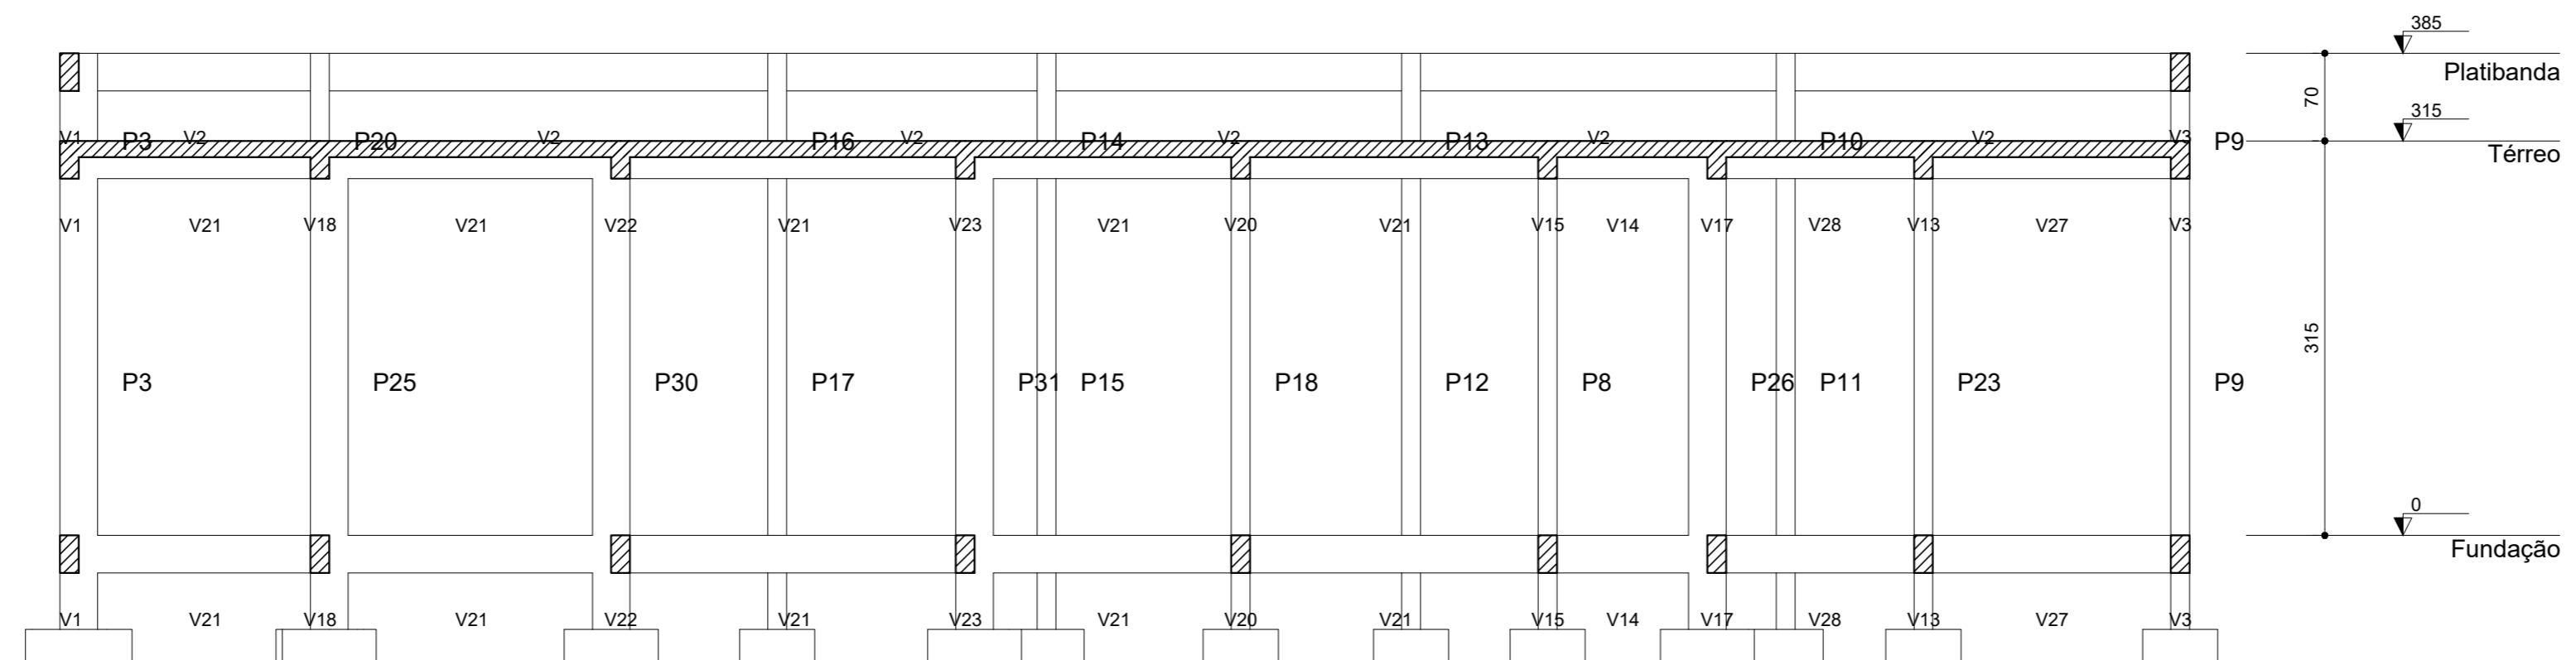 385
Platibanda
70
315
V1 P3 V2 P20 V2 P16 V2 P14 V2 P13 V2 P10 V2 V3 P9
Térreo
V1 V21 V18 V21 V22 V21 V23 V21 V20 V21 V15 V14 V17 V28 V13 V27 V3
315
P3 P25 P30 P17 P31 P15 P18 P12 P8 P26 P11 P23 P9
0
Fundação
V1 V21 V18 V21 V22 V21 V23 V21 V20 V21 V15 V14 V17 V28 V13 V27 V3